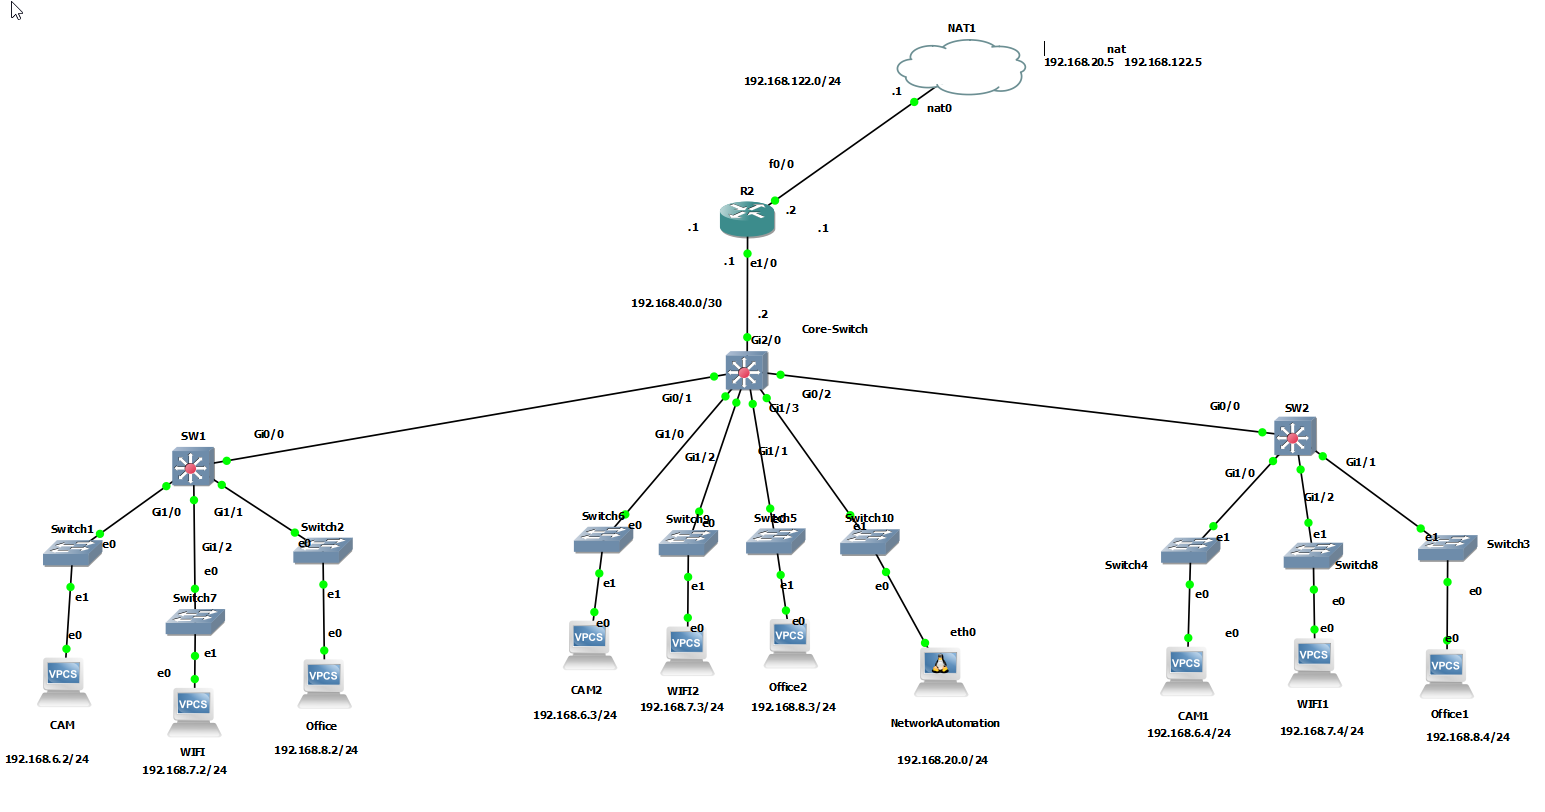 NAT1
nat
192.168.20.5 192.168.122.5
192.168.122.0/24
.1
nat0
f0/0
R2
.2
.1
.1
.1
e1/0
192.168.40.0/30
.2
Core-Switch
Gi2/0
Gi0/1
Gi0/2
Gi1/3
Gi0/0
SW2
SW1
Gi0/0
Gi1/0
Gi1/2
Gi1/1
Gi1/0
Gi1/1
Gi1/2
Gi1/0
Gi1/1
Switch1
e0
Switch2
e0
Gi1/2
e0
Switch6
e0
Switch9
e0
Switch5
e0
Switch10
e1
Switch4
e1
e1
Switch8
e1
Switch3
e1
e1
Switch7
e1
e1
e1
e1
e0
e0
e0
e0
e0
e0
e1
e0
e0
e0
e0
eth0
e0
e0
e0
VPCS
VPCS
VPCS
VPCS
VPCS
VPCS
VPCS
VPCS
VPCS
CAM
WIFI
Office
CAM2
WIFI2
Office2
NetworkAutomation
CAM1
WIFI1
Office1
192.168.6.2/24
192.168.7.2/24
192.168.8.2/24
192.168.6.3/24
192.168.7.3/24
192.168.8.3/24
192.168.20.0/24
192.168.6.4/24
192.168.7.4/24
192.168.8.4/24